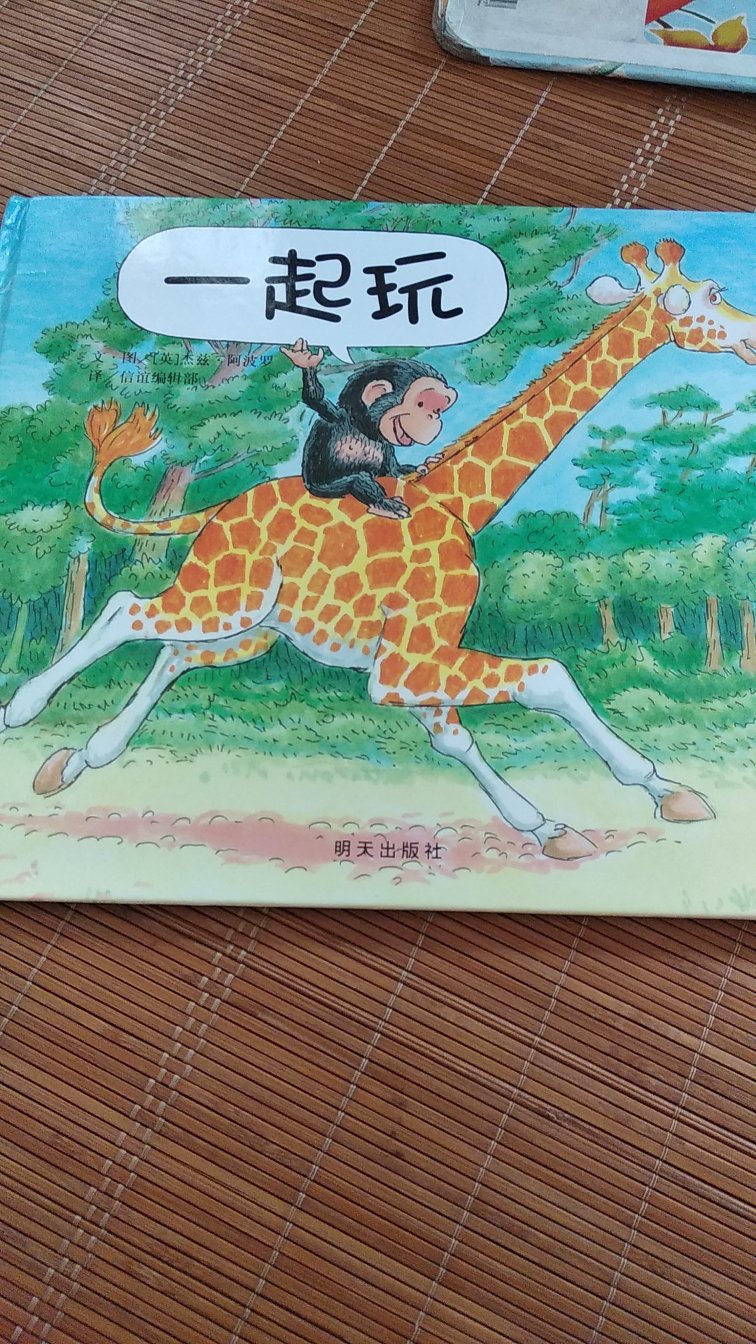 一起玩
文·图 [英]杰兹·阿波罗
译 信谊编辑部
明天出版社